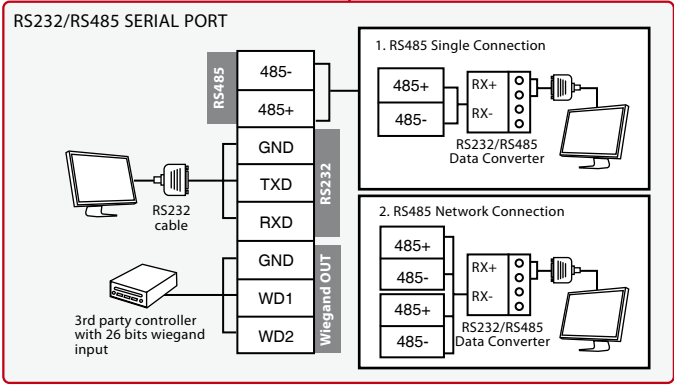 RS232/RS485 SERIAL PORT
RS485
485-
485+
GND
TXD
RXD
RS232
RS232
cable
GND
WD1
WD2
Wiegand OUT
3rd party controller
with 26 bits wiegand
input
1. RS485 Single Connection
485+
485-
RX+
RX-
RS232/RS485
Data Converter
2. RS485 Network Connection
485+
485-
485+
485-
RX+
RX-
RS232/RS485
Data Converter